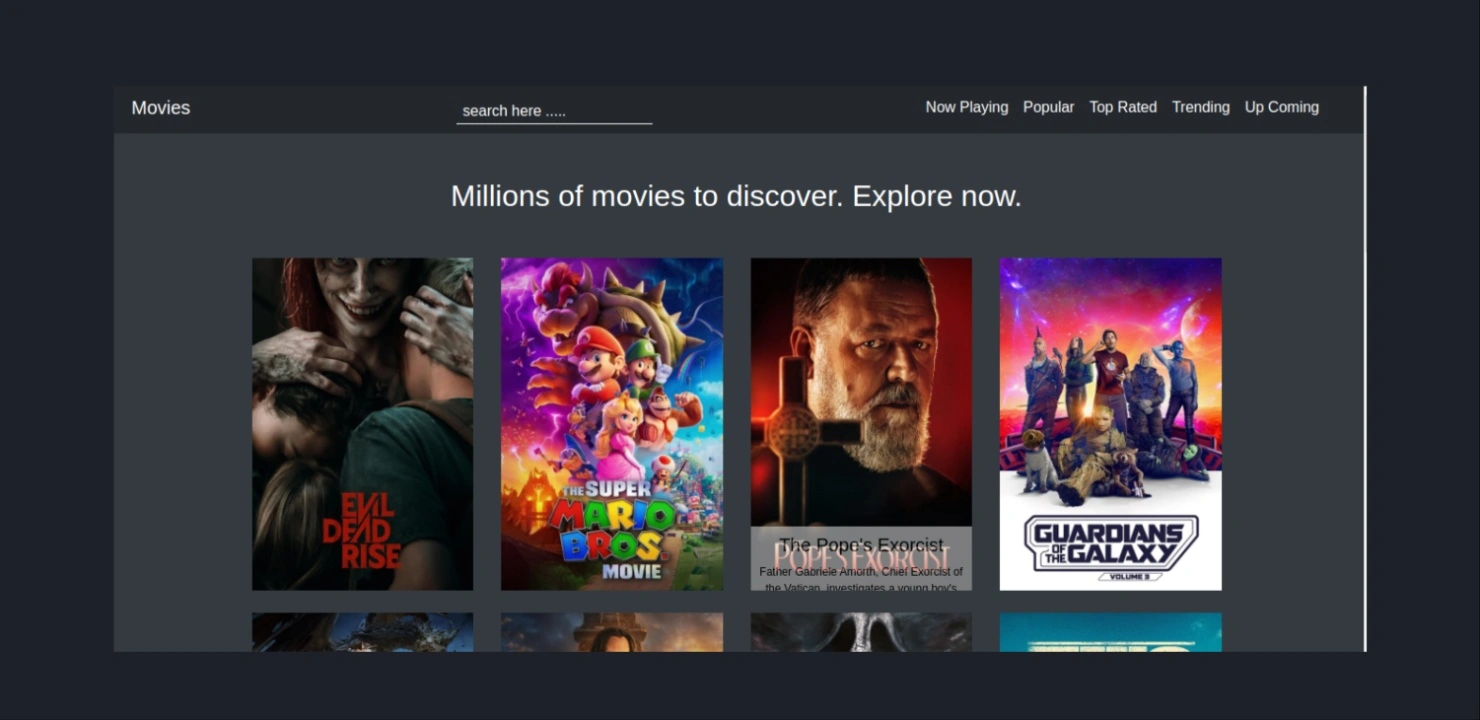 Movies
search here .....
Now Playing Popular Top Rated Trending Up Coming
Millions of movies to discover. Explore now.
EVIL
DEAD
RISE
THE SUPER
MARIO
BROS.
MOVIE
The Pope's Exorcist
POPE'S EXORCIST
Father Gabriele Amorth, Chief Exorcist of
the Vatican, investigates a young boy's
GUARDIANS
OF THE GALAXY
VOLUME 3